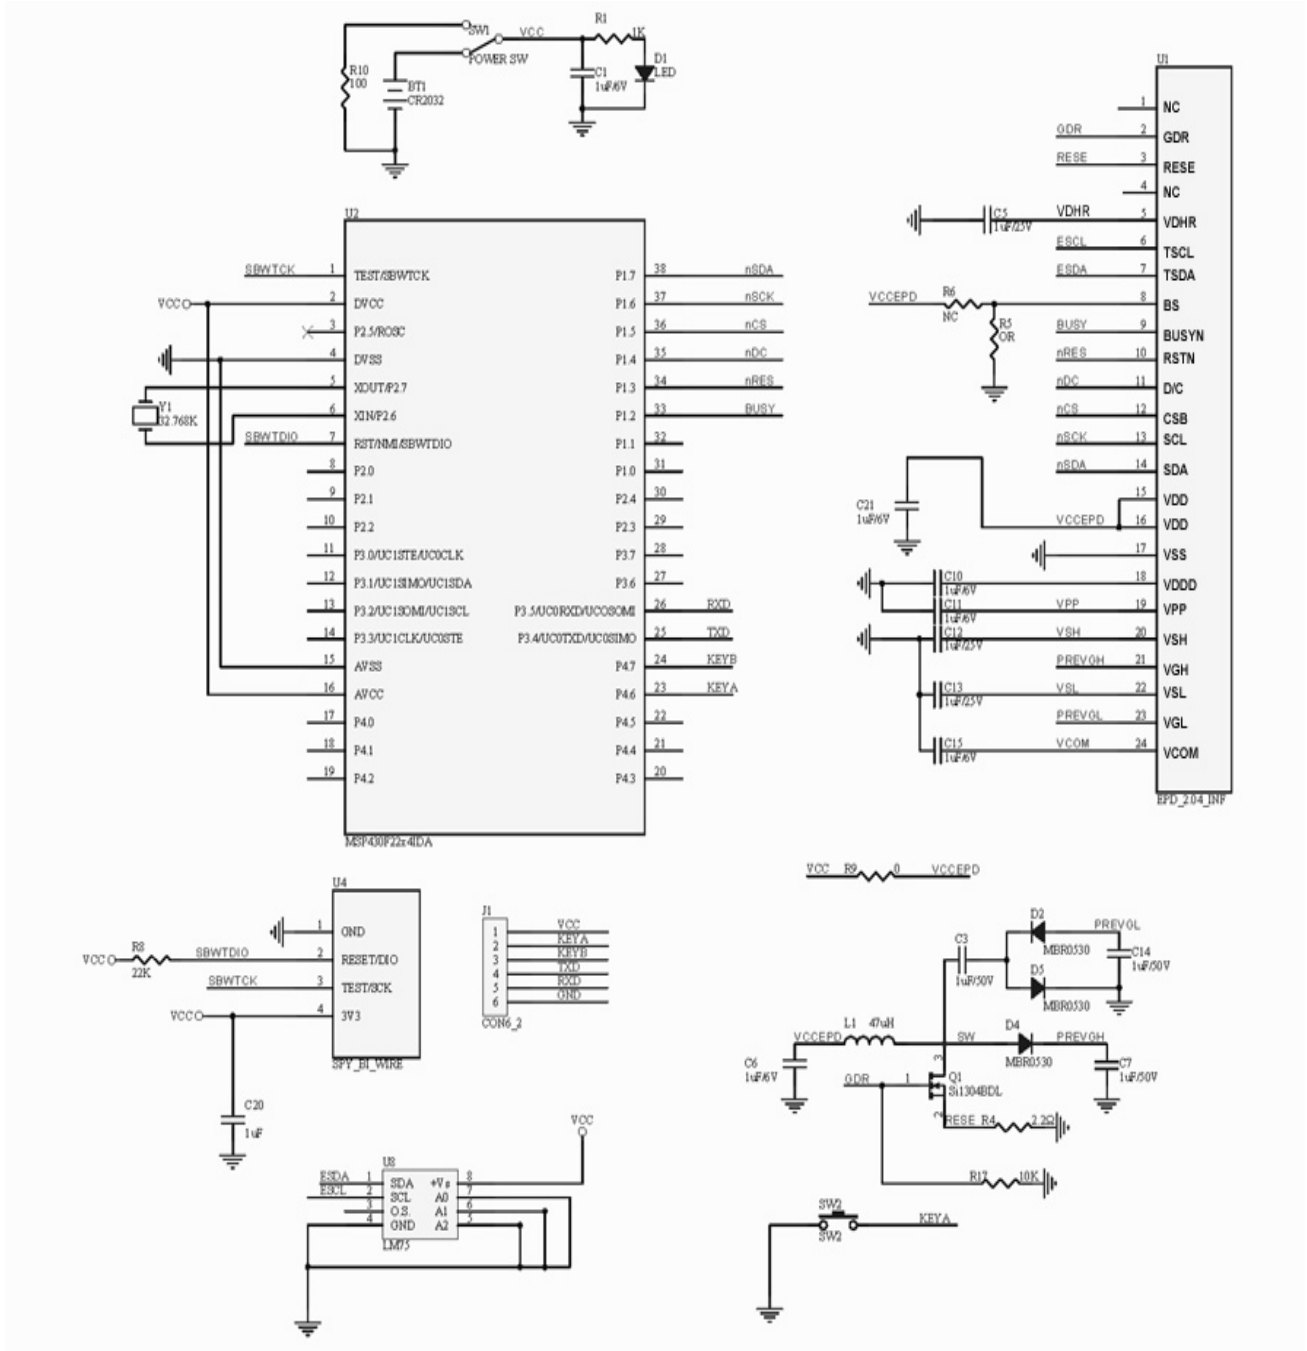 R1
SW1
VCC
1K
POWER SW
D1
LED
R10
100
BT1
CR2032
C1
1uF/6V
U2
SBWTCK 1 TEST/SBWTCK P1.7 38 nSDA
VCC 2 DVCC P1.6 37 nSCK
3 P2.5/ROSC P1.5 36 nCS
4 DVSS P1.4 35 nDC
5 XOUT/P2.7 P1.3 34 nRES
Y1
32.768K
6 XIN/P2.6 P1.2 33 BUSY
SBWTDIO 7 RST/NMI/SBWTDIO P1.1 32
8 P2.0 P1.0 31
9 P2.1 P2.4 30
10 P2.2 P2.3 29
11 P3.0/UC1STE/UC0CLK P3.7 28
12 P3.1/UC1SIMO/UC1SDA P3.6 27
13 P3.2/UC1SOMI/UC1SCL P3.5/UC0RXD/UCOSOMI 26 RXD
14 P3.3/UC1CLK/UC0STE P3.4/UC0TXD/UC0SIMO 25 TXD
15 AVSS P4.7 24 KEYB
16 AVCC P4.6 23 KEYA
17 P4.0 P4.5 22
18 P4.1 P4.4 21
19 P4.2 P4.3 20
MSP430F22x4IDA
U1
1 NC
GDR 2 GDR
RESE 3 RESE
4 NC
C5
1uF/25V
VDHR 5 VDHR
ESCL 6 TSCL
ESDA 7 TSDA
VCCEPD R6 NC 8 BS
R5
OR
BUSY 9 BUSYN
nRES 10 RSTN
nDC 11 D/C
nCS 12 CSB
nSCK 13 SCL
nSDA 14 SDA
15 VDD
C21
1uF/6V
VCCEPD 16 VDD
17 VSS
C10 18 VDDD
1uF/6V
C11 VPP 19 VPP
1uF/6V
C12 VSH 20 VSH
1uF/25V
PREVGH 21 VGH
C13 VSL 22 VSL
1uF/25V
PREVGL 23 VGL
C15 VCOM 24 VCOM
1uF/6V
EPD_2.04_INF
U4
1 GND
VCC R8 22K SBWTDIO 2 RESET/DIO
SBWTCK 3 TEST/SCK
VCC 4 3V3
SPY_BI_WIRE
C20
1uF
J1
1 VCC
2 KEYA
3 KEYB
4 TXD
5 RXD
6 GND
CON6_2
VCC R9 0 VCCEPD
D2
MBR0530
PREVGL
C3
1uF/50V
C14
1uF/50V
D5
MBR0530
VCCEPD L1 47uH SW D4 PREVGH
MBR0530
C6
1uF/6V
C7
1uF/50V
3
GDR 1 Q1
Si1304BDL
2
RESE R4 2.2Ω
R17 10K
SW2
SW2
KEYA
VCC
U8
ESDA 1 SDA +Vs 8
ESCL 2 SCL A0 7
3 O.S. A1 6
4 GND A2 5
LM75